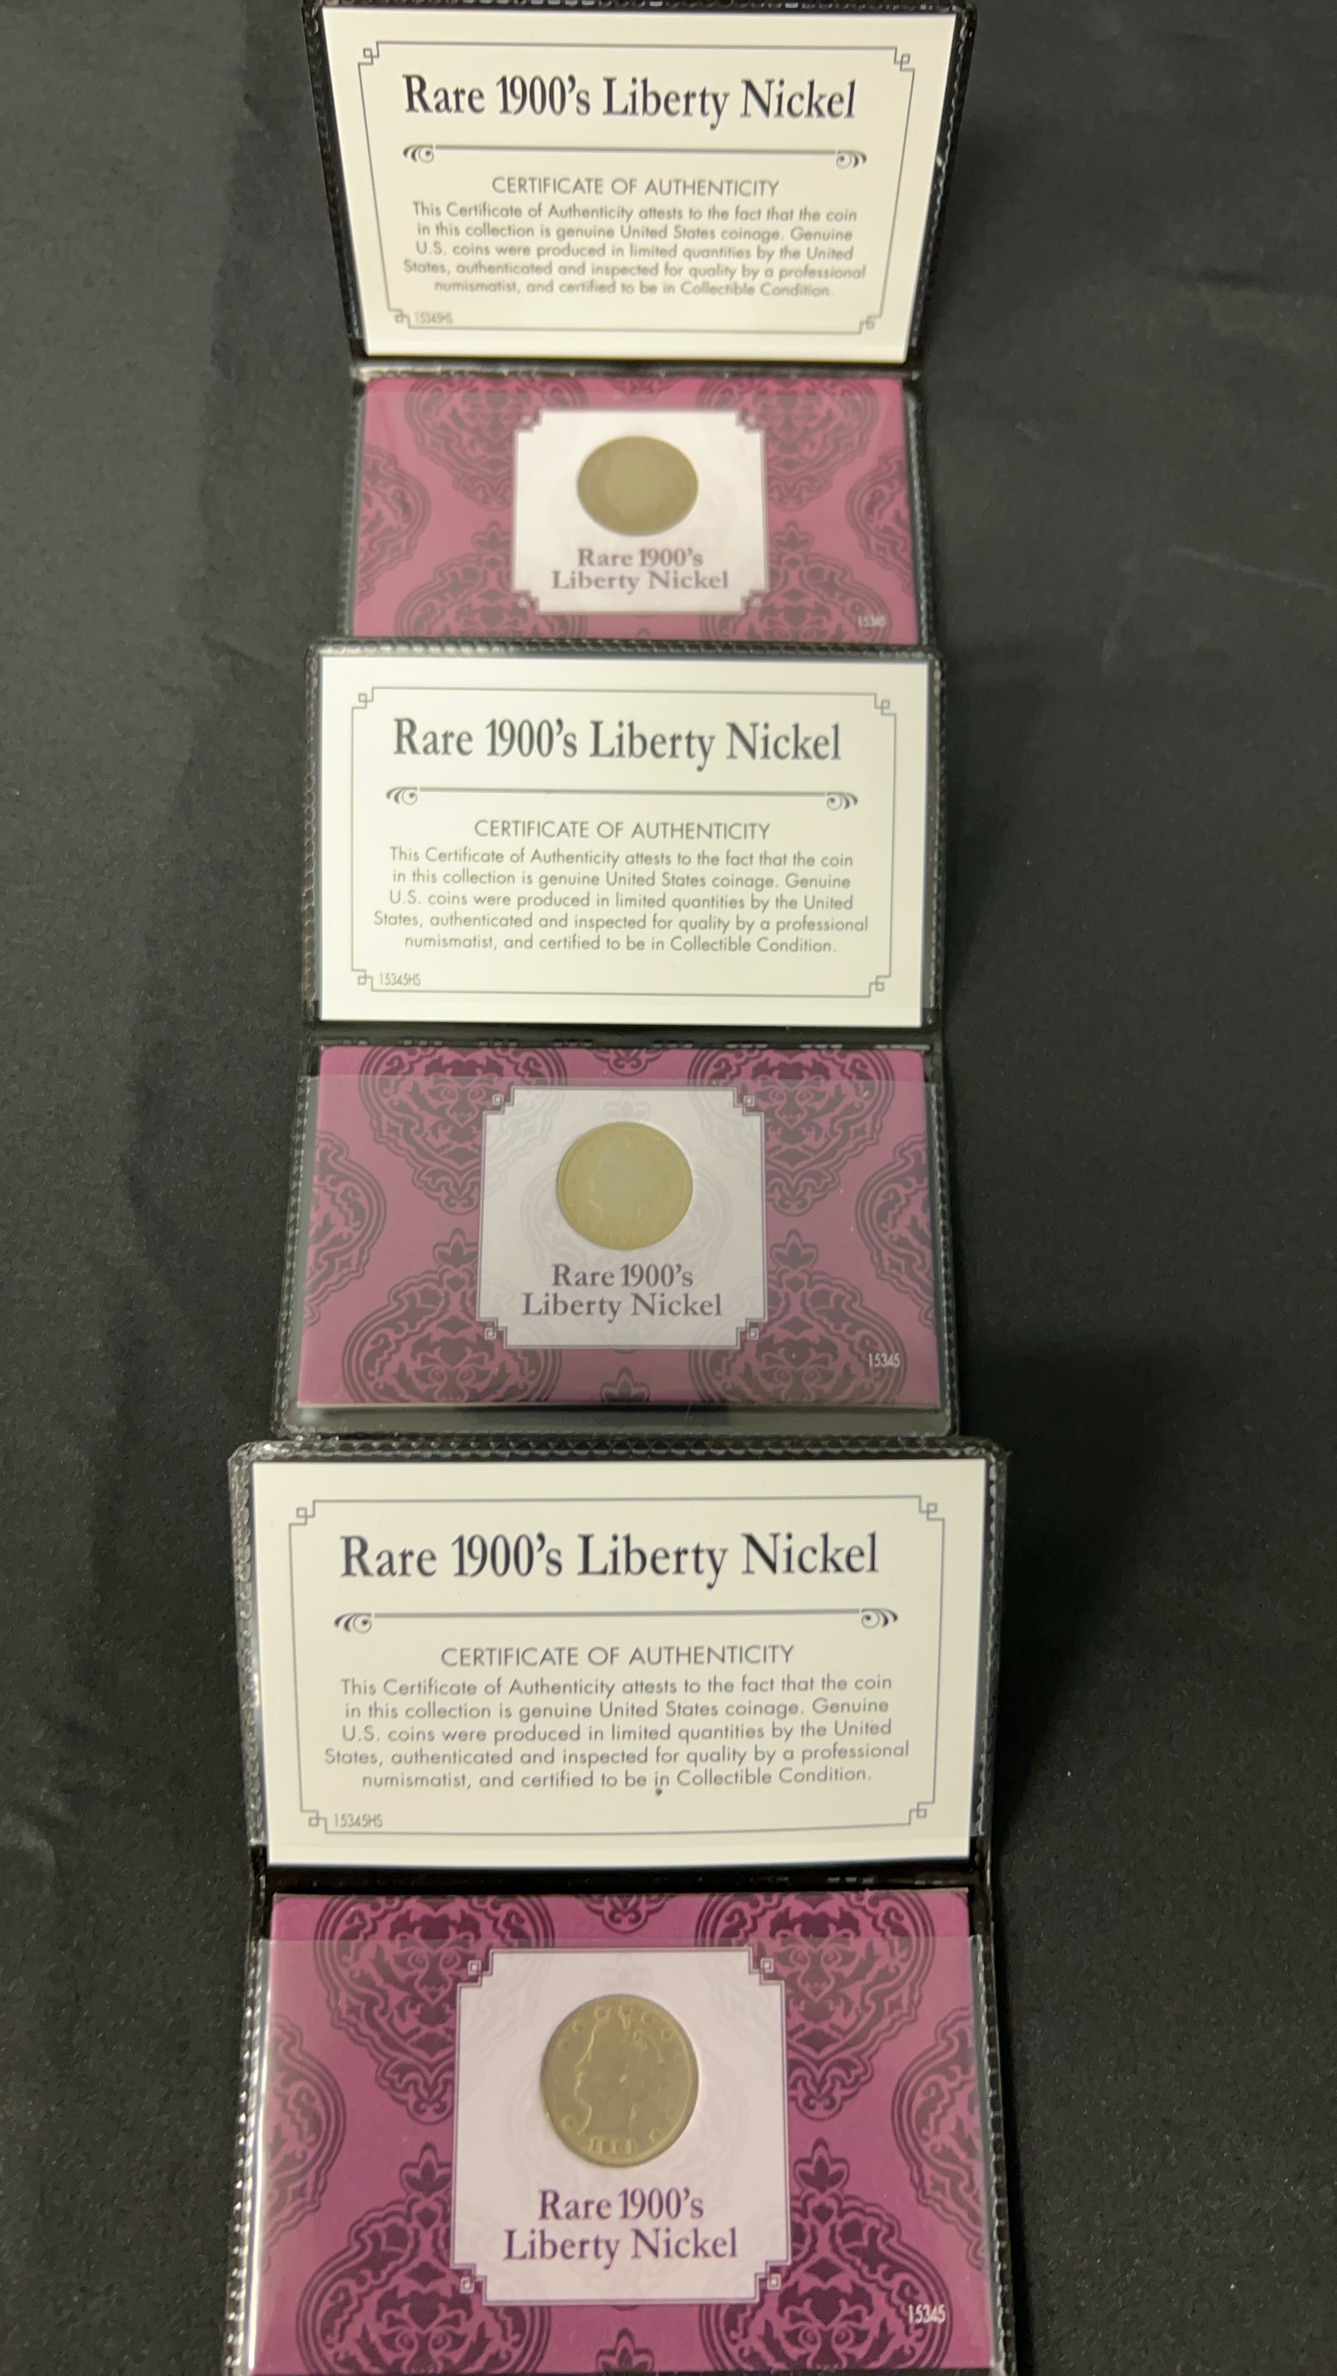 Rare 1900's Liberty Nickel
CERTIFICATE OF AUTHENTICITY
This Certificate of Authenticity attests to the fact that the coin
in this collection is genuine United States coinage. Genuine
U.S. coins were produced in limited quantities by the United
States, authenticated and inspected for quality by a professional
numismatist, and certified to be in Collectible Condition.
15345HS
Rare 1900's
Liberty Nickel
15345
Rare 1900's Liberty Nickel
CERTIFICATE OF AUTHENTICITY
This Certificate of Authenticity attests to the fact that the coin
in this collection is genuine United States coinage. Genuine
U.S. coins were produced in limited quantities by the United
States, authenticated and inspected for quality by a professional
numismatist, and certified to be in Collectible Condition.
15345HS
Rare 1900's
Liberty Nickel
15345
Rare 1900's Liberty Nickel
CERTIFICATE OF AUTHENTICITY
This Certificate of Authenticity attests to the fact that the coin
in this collection is genuine United States coinage. Genuine
U.S. coins were produced in limited quantities by the United
States, authenticated and inspected for quality by a professional
numismatist, and certified to be in Collectible Condition.
15345HS
Rare 1900's
Liberty Nickel
15345